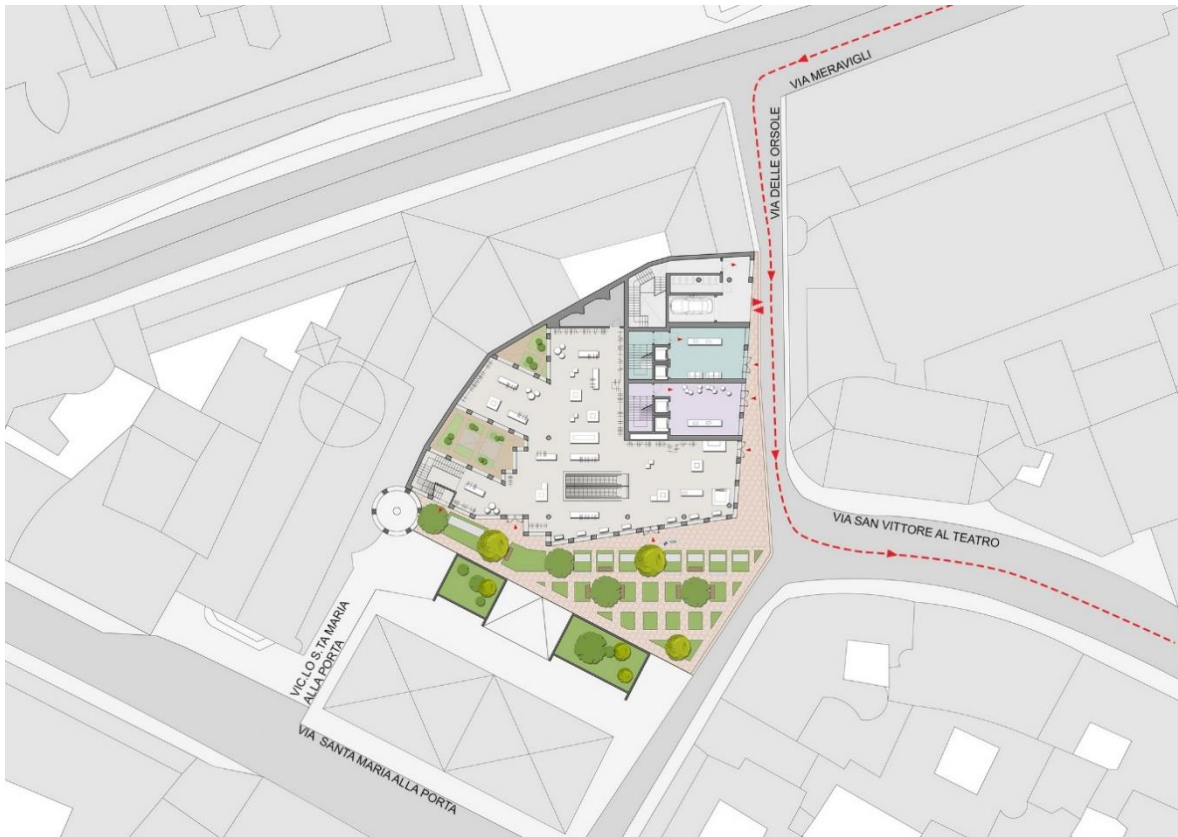 VIA MERAVIGLI
VIA DELLE ORSOLE
VIA SAN VITTORE AL TEATRO
VIC.LO S.TA MARIA
ALLA PORTA
VIA SANTA MARIA ALLA PORTA